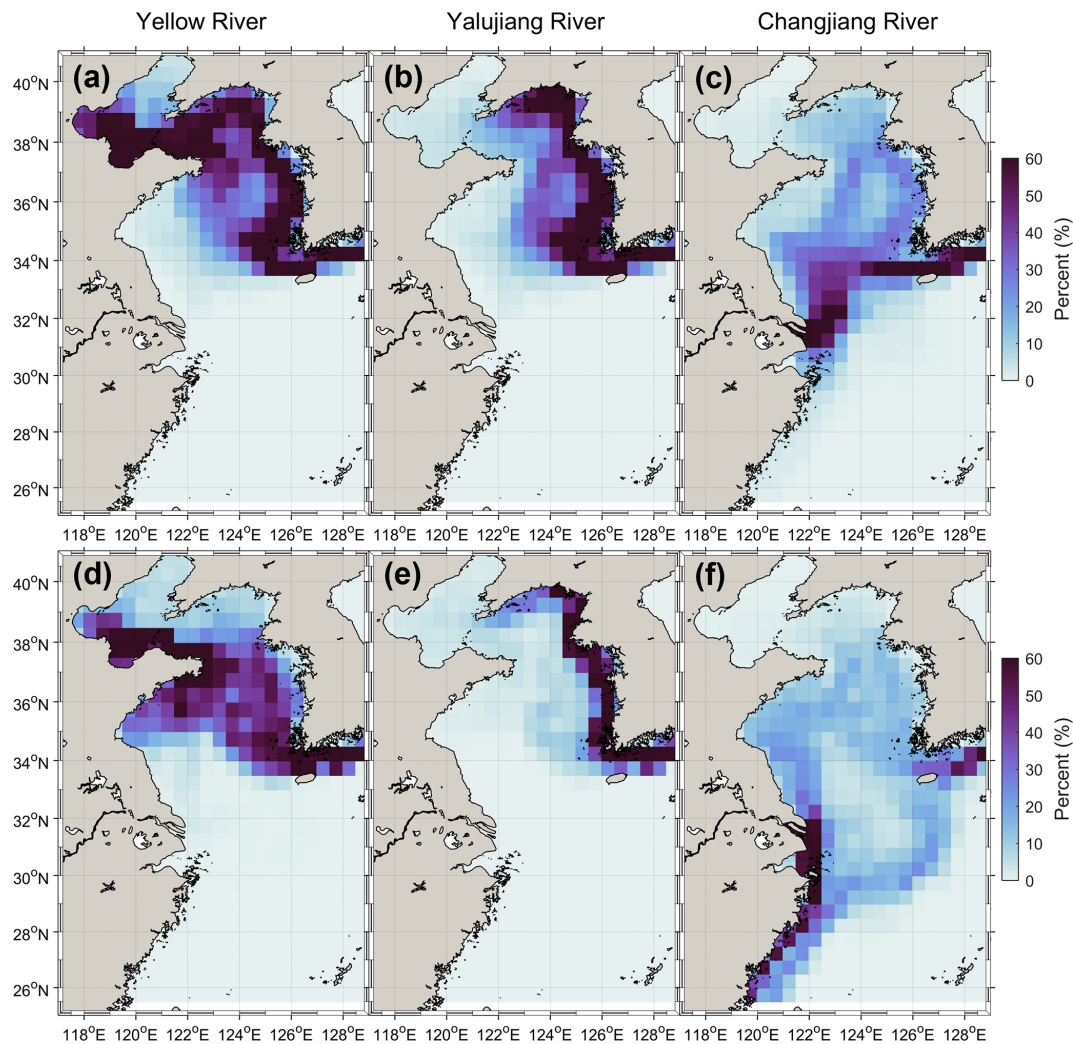 Yellow River Yalujiang River Changjiang River
(a) (b) (c)
40°N
38°N
36°N
34°N
32°N
30°N
28°N
26°N
60
50
40
30
20
10
0
Percent (%)
118°E 120°E 122°E 124°E 126°E 128°E 118°E 120°E 122°E 124°E 126°E 128°E 118°E 120°E 122°E 124°E 126°E 128°E
(d) (e) (f)
40°N
38°N
36°N
34°N
32°N
30°N
28°N
26°N
60
50
40
30
20
10
0
Percent (%)
118°E 120°E 122°E 124°E 126°E 128°E 118°E 120°E 122°E 124°E 126°E 128°E 118°E 120°E 122°E 124°E 126°E 128°E